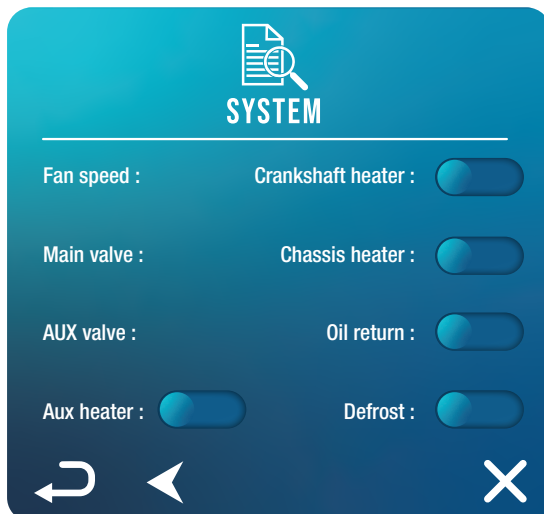 SYSTEM
Fan speed :
Crankshaft heater :
Main valve :
Chassis heater :
AUX valve :
Oil return :
Aux heater :
Defrost :